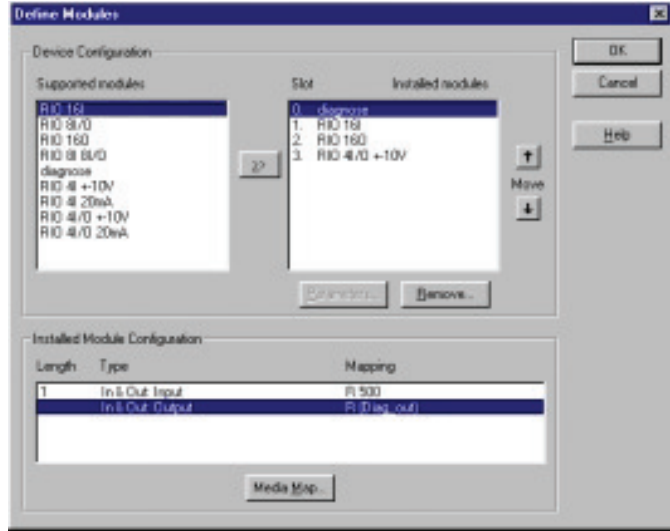 Define Modules
Device Configuration
Supported modules
RIO 16I
RIO 8I/O
RIO 16O
RIO 8I 8I/O
diagnose
RIO 4I +-10V
RIO 4I 20mA
RIO 4I/O +-10V
RIO 4I/O 20mA
>>
Slot Installed modules
0. diagnose
1. RIO 16I
2. RIO 16O
3. RIO 4I/O +-10V
Move
Parameters... Remove...
OK
Cancel
Help
Installed Module Configuration
Length Type Mapping
1 In & Out: Input FI 500
In & Out: Output FI (Diag_out)
Media Map...